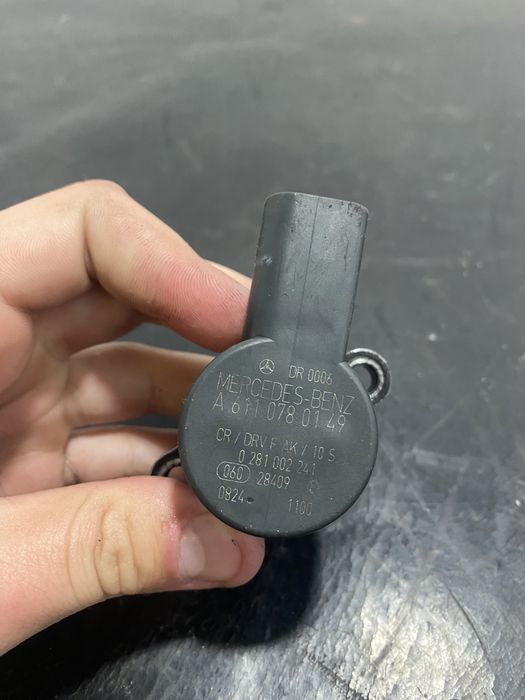 DR 0006
MERCEDES-BENZ
A 611 078 01 49
CR / DRV F AK / 10 S
0 281 002 241
060 28409
0824 1100